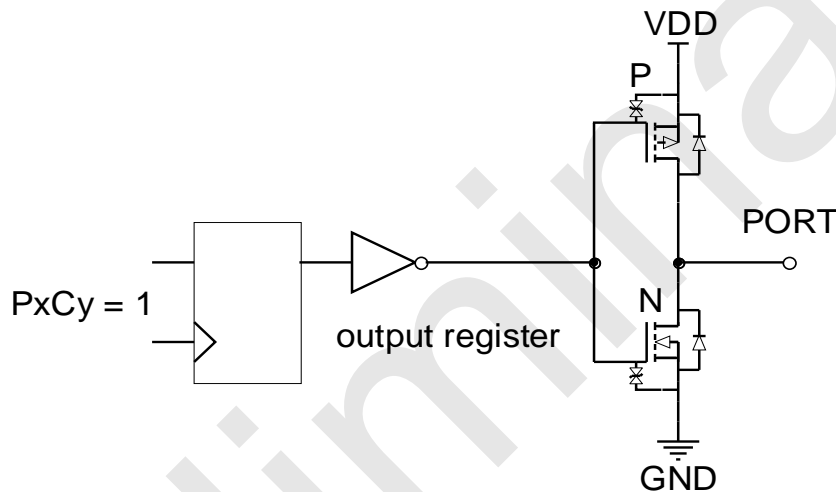 VDD
P
PORT
PxCy = 1
N
output register
GND